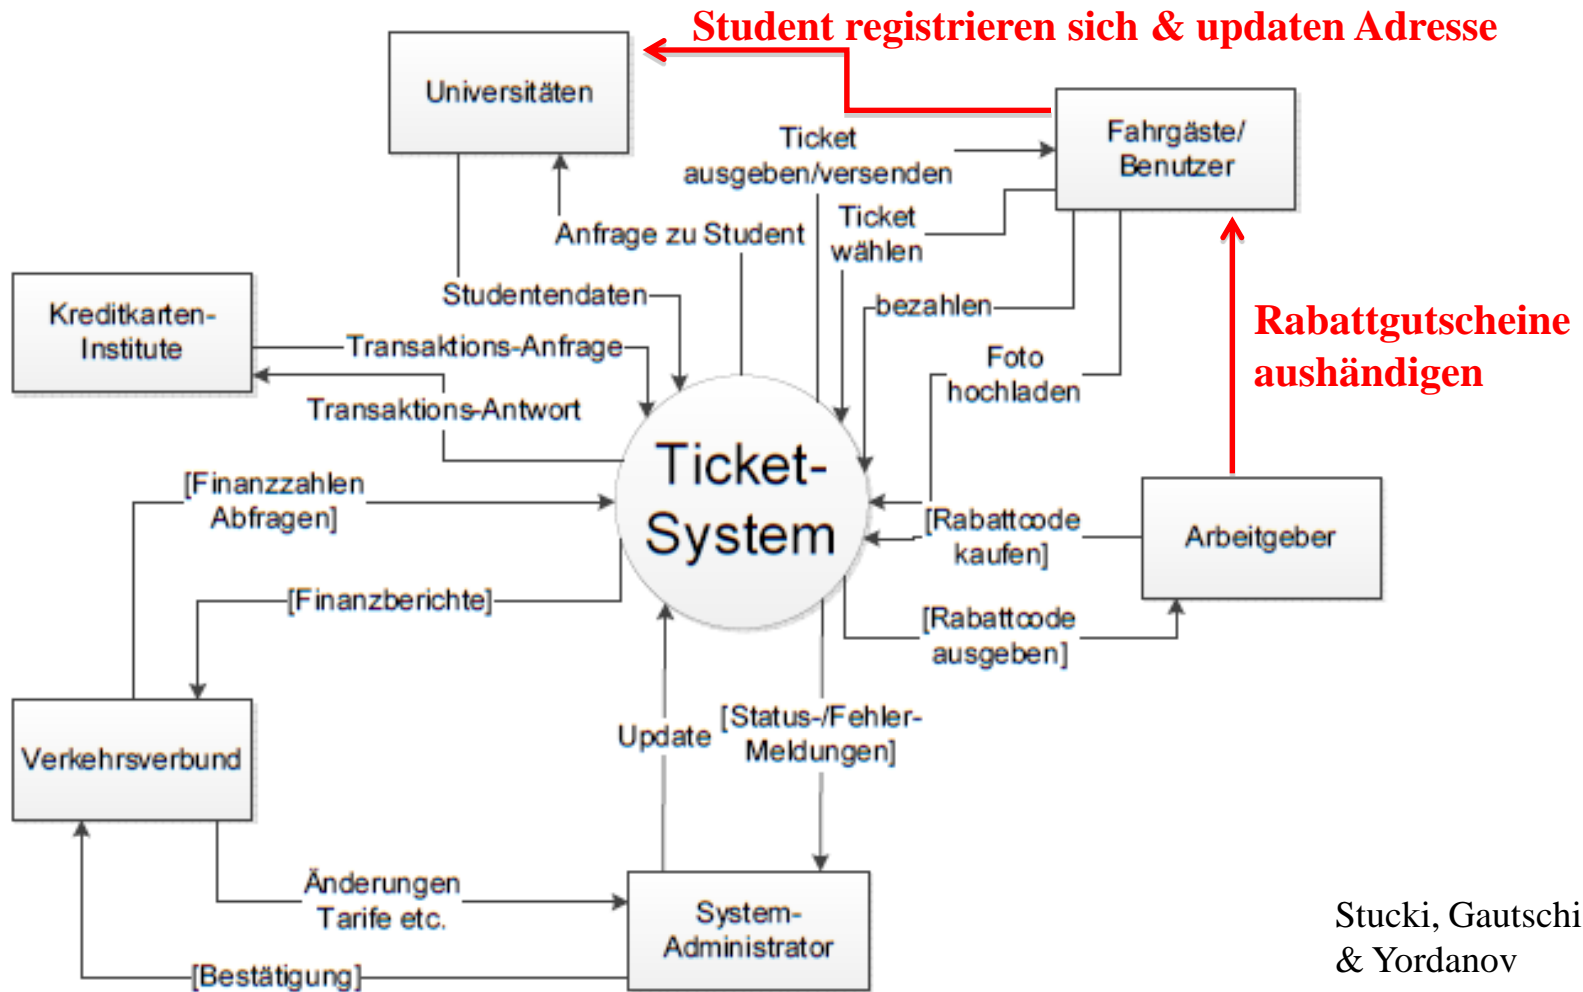 Student registrieren sich & updaten Adresse
Universitäten
Fahrgäste/
Benutzer
Ticket
ausgeben/versenden
Anfrage zu Student
Ticket
wählen
Studentendaten
bezahlen
Kreditkarten-
Institute
Transaktions-Anfrage
Foto
hochladen
Rabattgutscheine
aushändigen
Transaktions-Antwort
Ticket-
System
[Finanzzahlen
Abfragen]
[Rabattcode
kaufen]
Arbeitgeber
[Finanzberichte]
[Rabattcode
ausgeben]
Update
[Status-/Fehler-
Meldungen]
Verkehrsverbund
Änderungen
Tarife etc.
System-
Administrator
[Bestätigung]
Stucki, Gautschi
& Yordanov